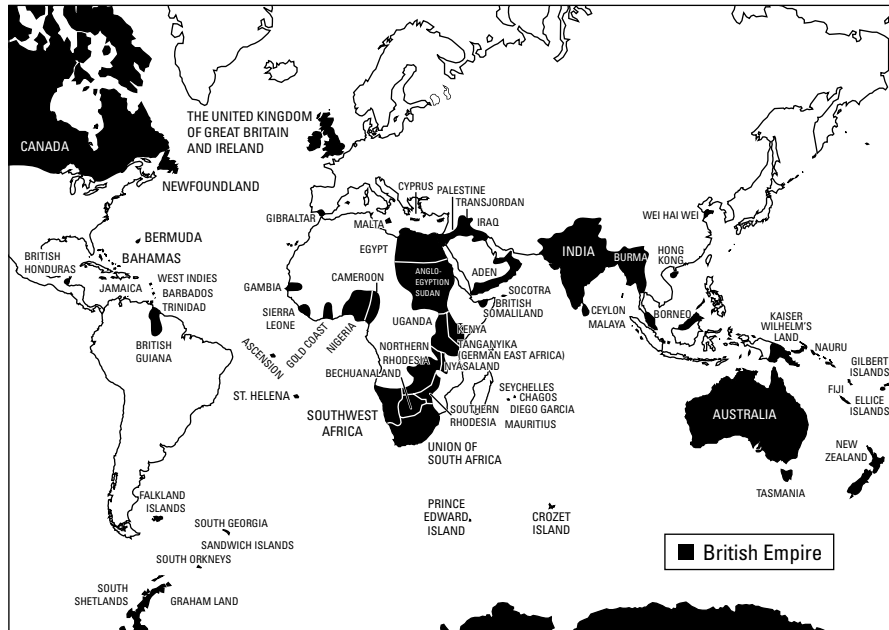 THE UNITED KINGDOM
OF GREAT BRITAIN
AND IRELAND
CANADA
NEWFOUNDLAND
CYPRUS
PALESTINE
TRANSJORDAN
GIBRALTAR
MALTA
IRAQ
WEI HAI WEI
BERMUDA
EGYPT
INDIA
BURMA
HONG
KONG
BRITISH
HONDURAS
BAHAMAS
JAMAICA
WEST INDIES
BARBADOS
TRINIDAD
CAMEROON
ANGLO-
EGYPTION
SUDAN
ADEN
SOCOTRA
BRITISH
SOMALILAND
GAMBIA
SIERRA
LEONE
GOLD COAST
NIGERIA
UGANDA
KENYA
TANGANYIKA
(GERMAN EAST AFRICA)
NYASALAND
CEYLON
MALAYA
BORNEO
KAISER
WILHELM'S
LAND
NAURU
GILBERT
ISLANDS
BRITISH
GUIANA
ASCENSION
NORTHERN
RHODESIA
BECHUANALAND
SEYCHELLES
CHAGOS
DIEGO GARCIA
MAURITIUS
FIJI
ELLICE
ISLANDS
ST. HELENA
SOUTHWEST
AFRICA
SOUTHERN
RHODESIA
AUSTRALIA
UNION OF
SOUTH AFRICA
NEW
ZEALAND
TASMANIA
FALKLAND
ISLANDS
PRINCE
EDWARD
ISLAND
CROZET
ISLAND
SOUTH GEORGIA
SANDWICH ISLANDS
SOUTH ORKNEYS
SOUTH
SHETLANDS
GRAHAM LAND
British Empire